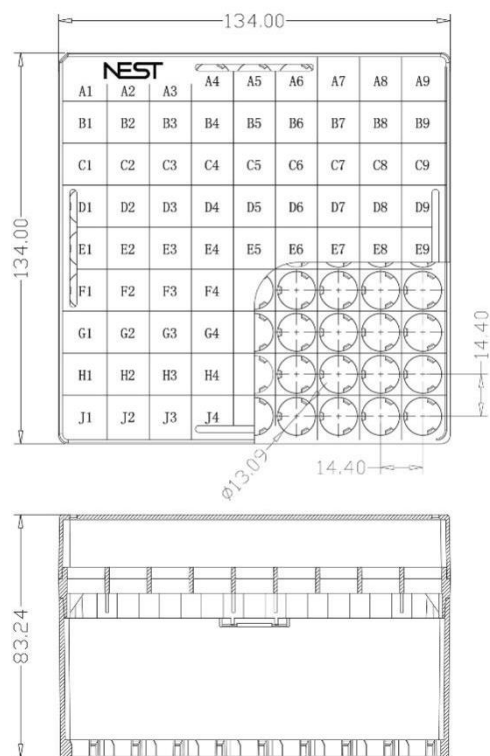 134.00
NEST
A1 A2 A3 A4 A5 A6 A7 A8 A9
B1 B2 B3 B4 B5 B6 B7 B8 B9
C1 C2 C3 C4 C5 C6 C7 C8 C9
134.00
D1 D2 D3 D4 D5 D6 D7 D8 D9
E1 E2 E3 E4 E5 E6 E7 E8 E9
F1 F2 F3 F4
G1 G2 G3 G4
14.40
H1 H2 H3 H4
J1 J2 J3 J4
ø13.09
14.40
83.24